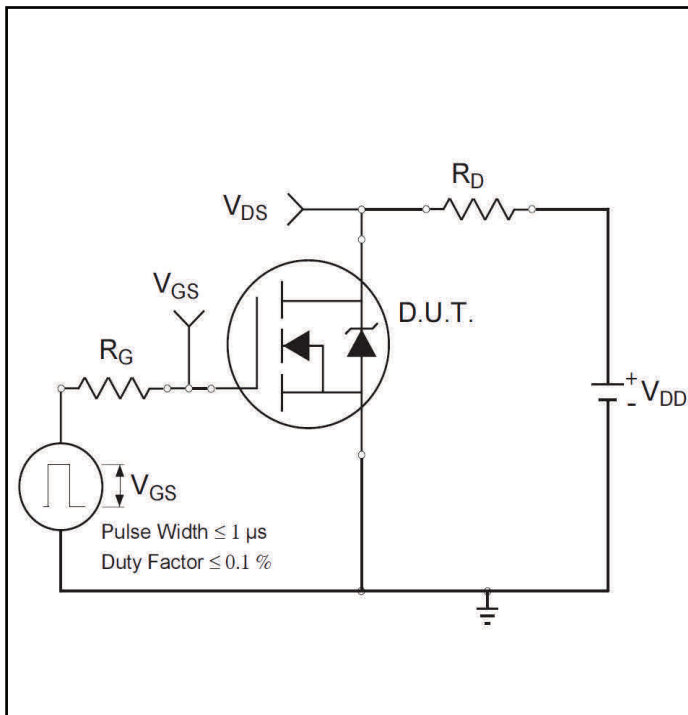 R_D
V_DS
V_GS
D.U.T.
R_G
+
-
V_DD
V_GS
Pulse Width ≤ 1 µs
Duty Factor ≤ 0.1 %